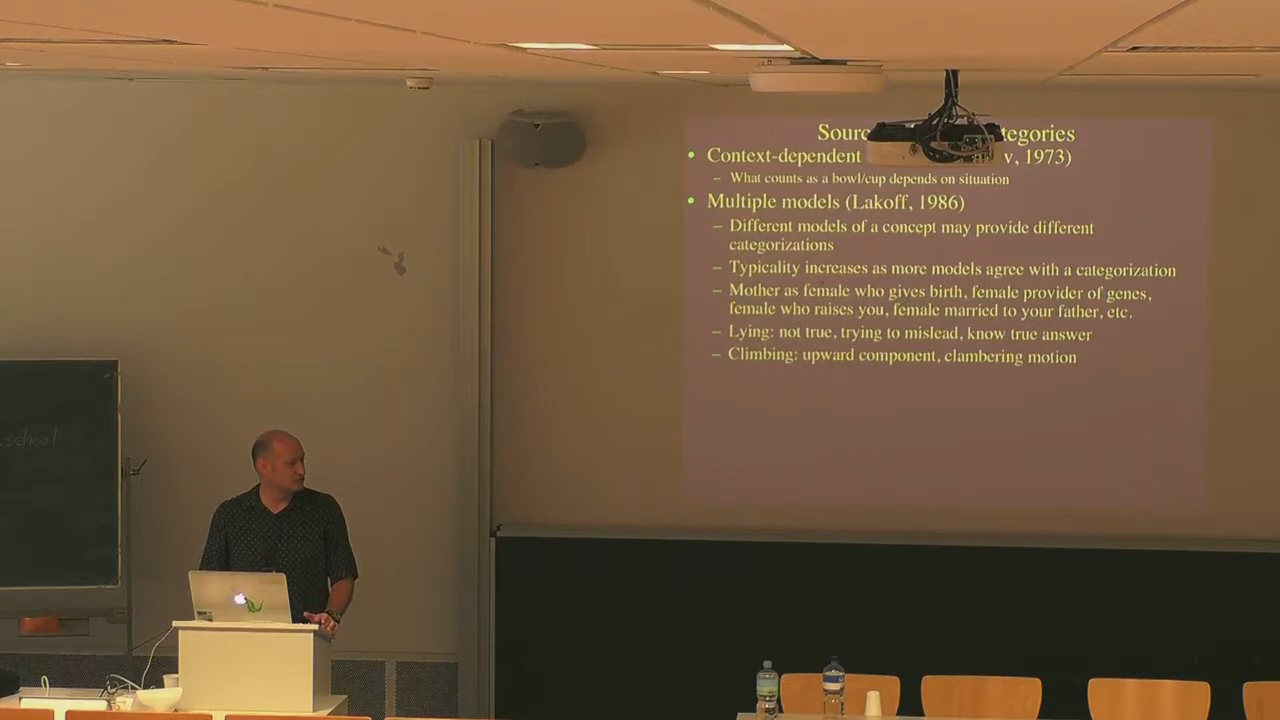 tegories
• Context-dependent v, 1973)
– What counts as a bowl/cup depends on situation
• Multiple models (Lakoff, 1986)
– Different models of a concept may provide different
categorizations
– Typicality increases as more models agree with a categorization
– Mother as female who gives birth, female provider of genes,
female who raises you, female married to your father, etc.
– Lying: not true, trying to mislead, know true answer
– Climbing: upward component, clambering motion